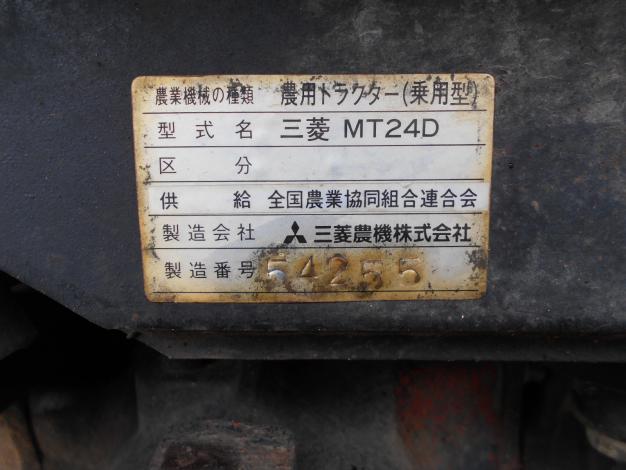 農業機械の種類 農用トラクター(乗用型)
型式名 三菱 MT24D
区分
供給 全国農業協同組合連合会
製造会社 三菱農機株式会社
製造番号 54255